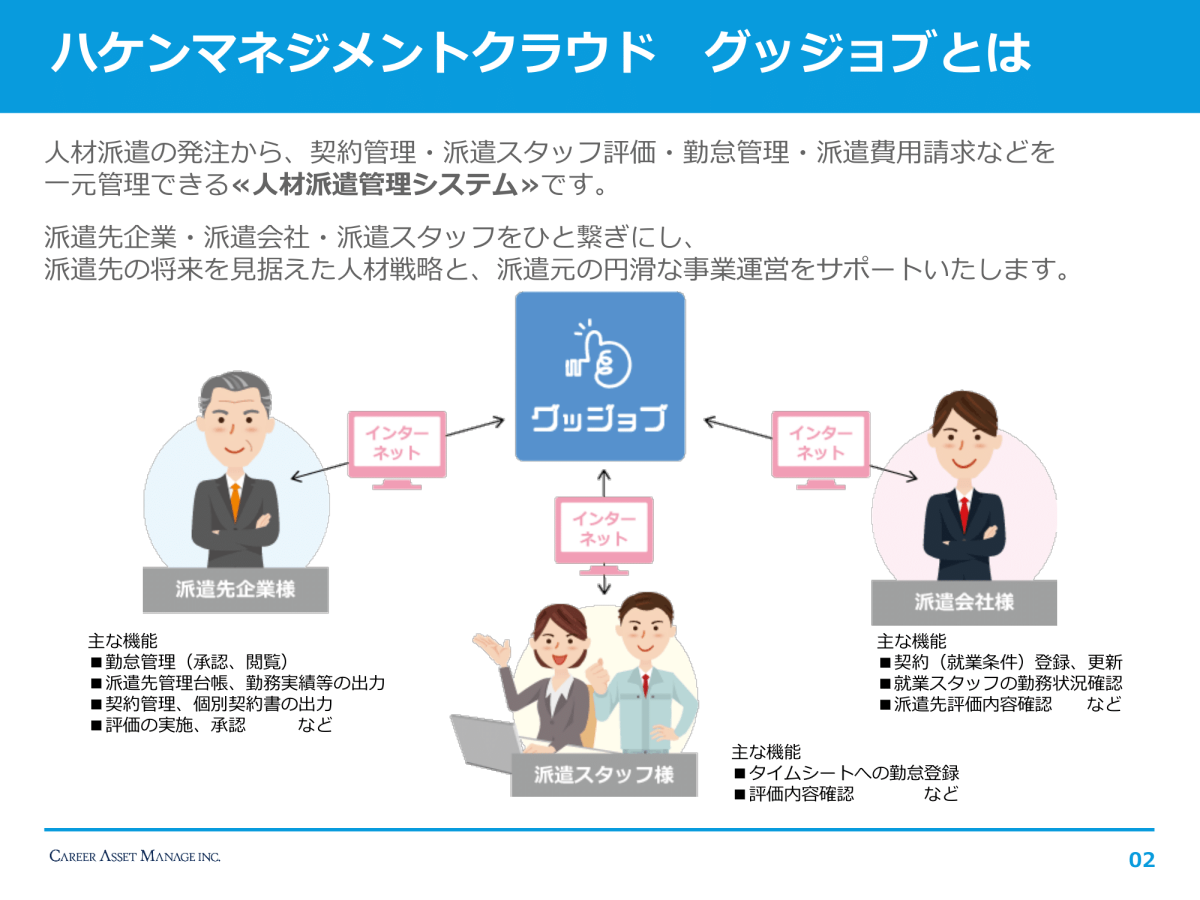 ハケンマネジメントクラウド　グッジョブとは
人材派遣の発注から、契約管理・派遣スタッフ評価・勤怠管理・派遣費用請求などを
一元管理できる≪人材派遣管理システム≫です。
派遣先企業・派遣会社・派遣スタッフをひと繋ぎにし、
派遣先の将来を見据えた人材戦略と、派遣元の円滑な事業運営をサポートいたします。
グッジョブ
インター
ネット
インター
ネット
インター
ネット
派遣先企業様
主な機能
■勤怠管理（承認、閲覧）
■派遣先管理台帳、勤務実績等の出力
■契約管理、個別契約書の出力
■評価の実施、承認　　　など
派遣会社様
主な機能
■契約（就業条件）登録、更新
■就業スタッフの勤務状況確認
■派遣先評価内容確認　　など
派遣スタッフ様
主な機能
■タイムシートへの勤怠登録
■評価内容確認　　　　など
CAREER ASSET MANAGE INC.
02